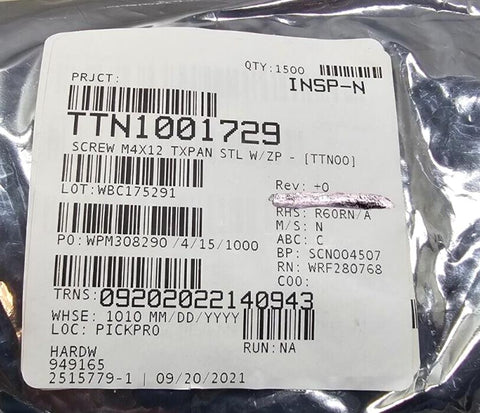 QTY:1500
PRJCT:
INSP-N
TTN1001729
SCREW M4X12 TXPAN STL W/ZP - [TTN00]
LOT:WBC175291
Rev: +0
RHS: R60RN/A
M/S: N
ABC: C
PO:WPM308290 /4/15/1000
BP: SCN004507
RN: WRF280768
COO:
TRNS:09202022140943
WHSE: 1010 MM/DD/YYYY
LOC: PICKPRO
RUN:NA
HARDW
949165
2515779-1 | 09/20/2021